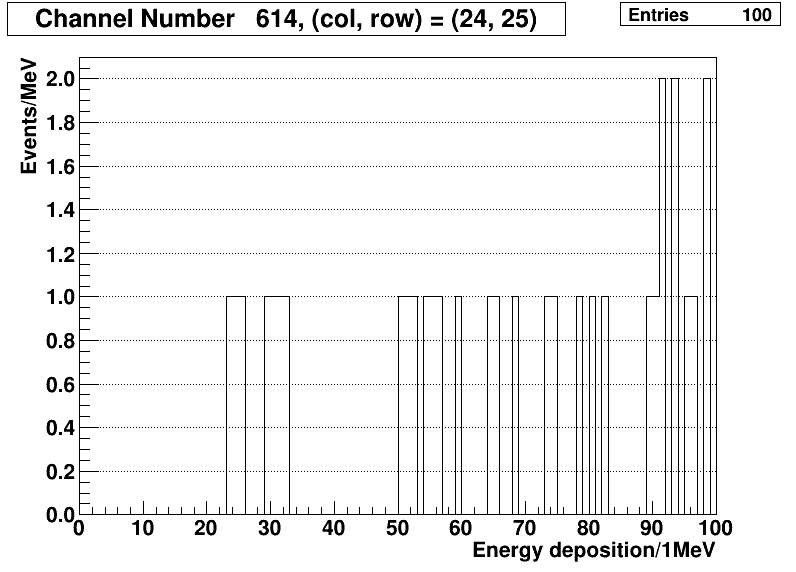 Channel Number 614, (col, row) = (24, 25)
Entries 100
Events/MeV
2.0
1.8
1.6
1.4
1.2
1.0
0.8
0.6
0.4
0.2
0.0
0 10 20 30 40 50 60 70 80 90 100
Energy deposition/1MeV